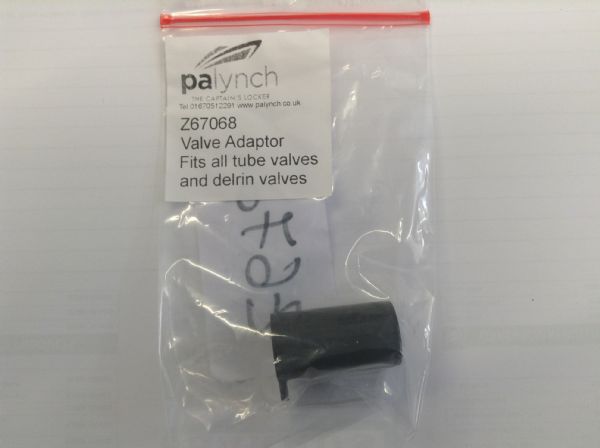 palynch
THE CAPTAIN'S LOCKER
Tel 01670512291 www.palynch.co.uk
Z67068
Valve Adaptor
Fits all tube valves
and delrin valves